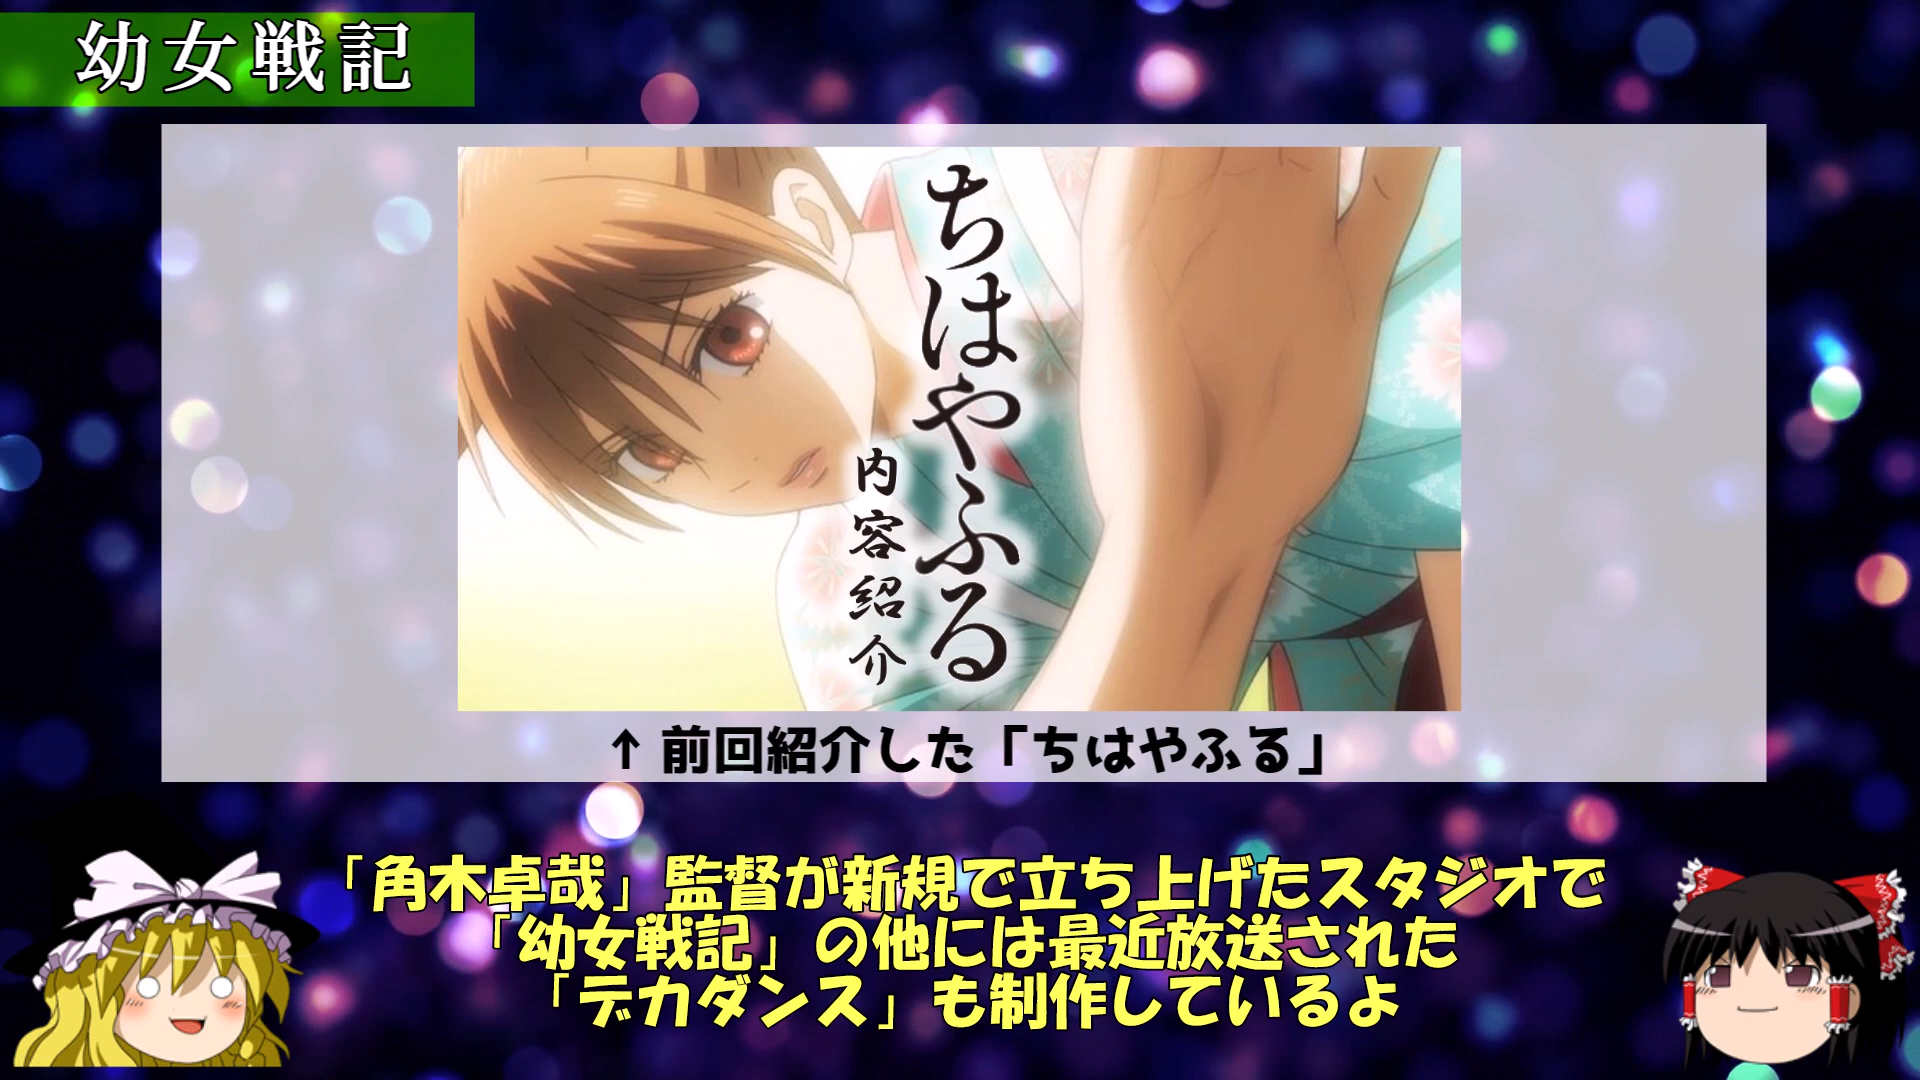 幼女戦記
ちはやふる
内容紹介
↑前回紹介した「ちはやふる」
「角木卓哉」監督が新規で立ち上げたスタジオで
「幼女戦記」の他には最近放送された
「デカダンス」も制作しているよ